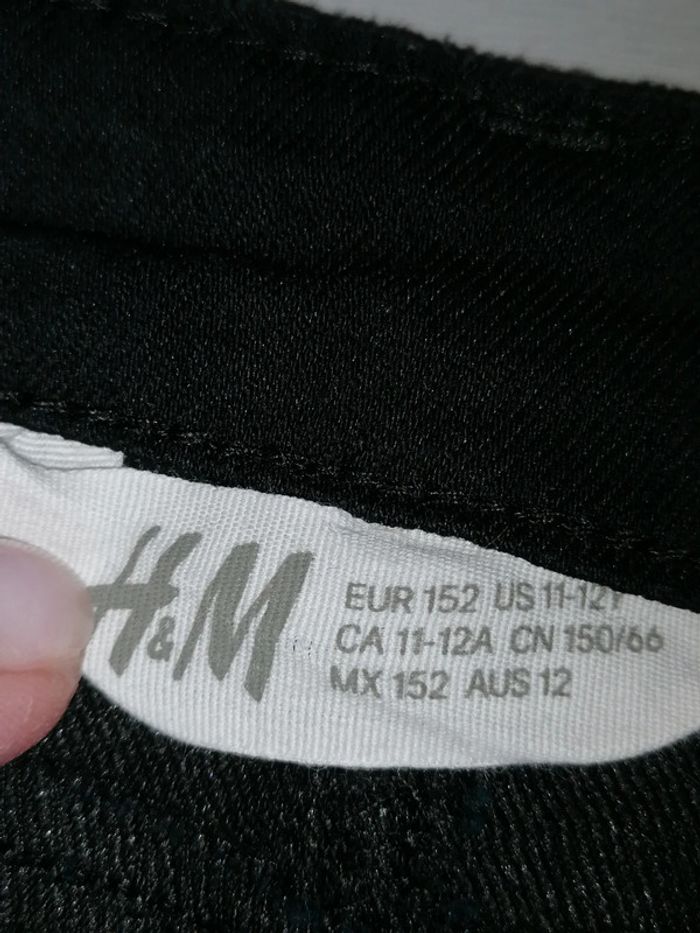 H&M
EUR 152 US 11-12Y
CA 11-12A CN 150/66
MX 152 AUS 12